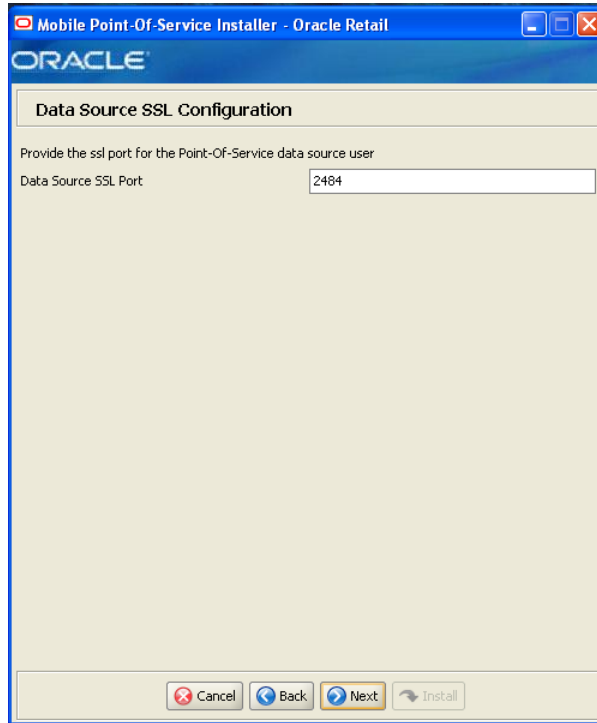 Mobile Point-Of-Service Installer - Oracle Retail
ORACLE
Data Source SSL Configuration
Provide the ssl port for the Point-Of-Service data source user
Data Source SSL Port 2484
Cancel Back Next Install